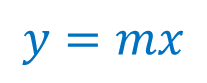 y = mx